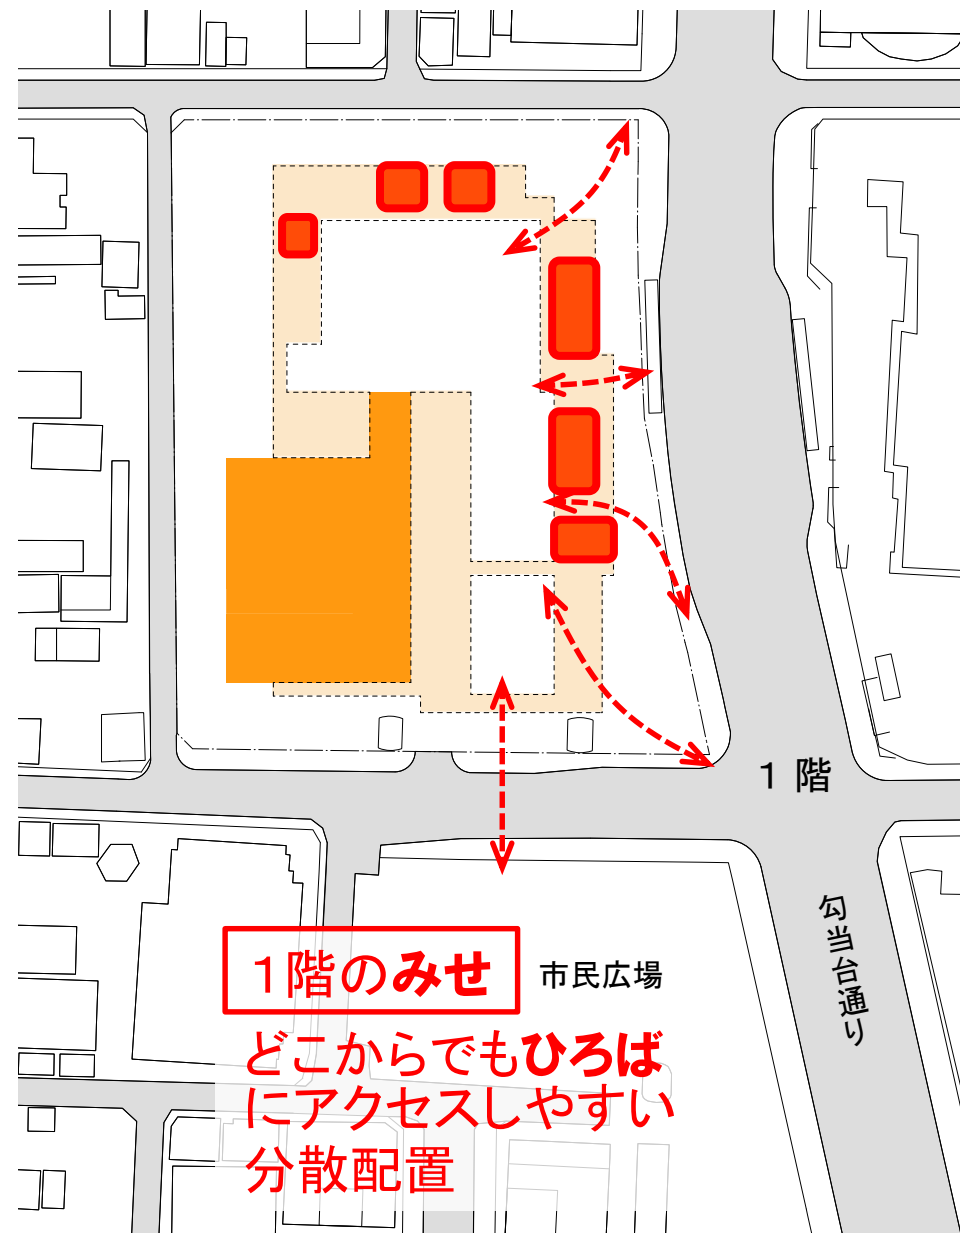 1階
勾当台通り
1階のみせ
市民広場
どこからでもひろば
にアクセスしやすい
分散配置